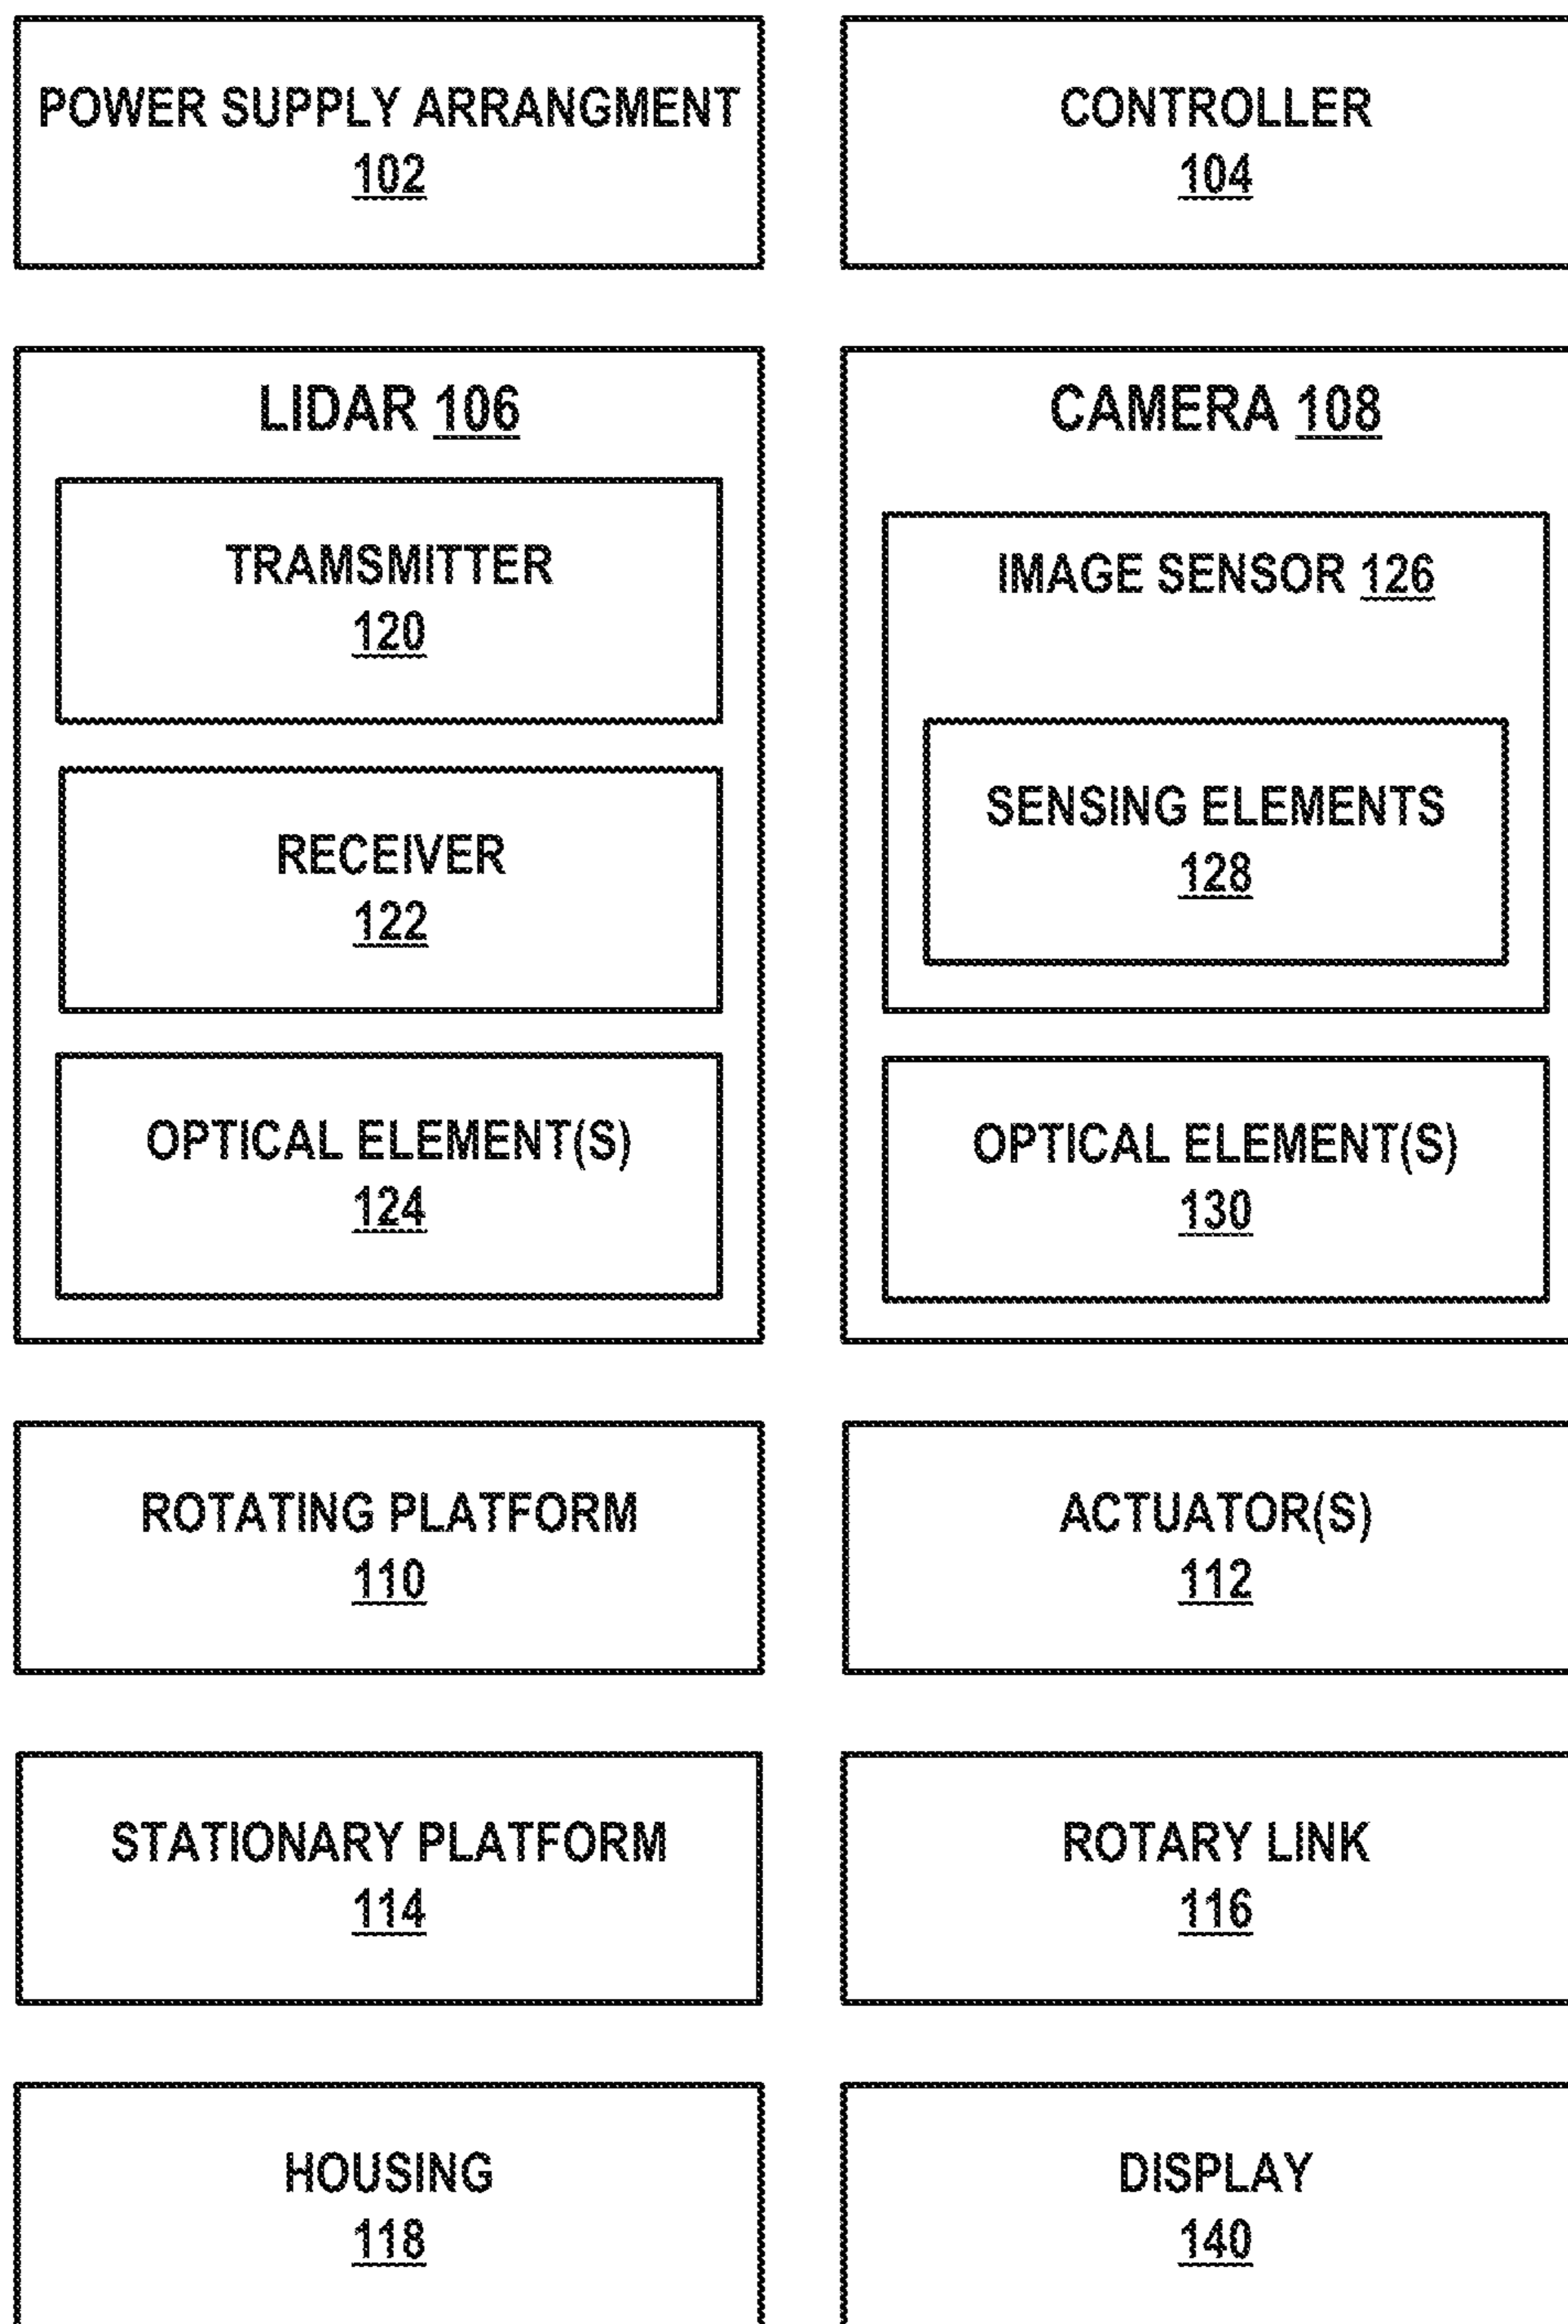 POWER SUPPLY ARRANGMENT
102
CONTROLLER
104
LIDAR 106
TRAMSMITTER
120
RECEIVER
122
OPTICAL ELEMENT(S)
124
CAMERA 108
IMAGE SENSOR 126
SENSING ELEMENTS
128
OPTICAL ELEMENT(S)
130
ROTATING PLATFORM
110
ACTUATOR(S)
112
STATIONARY PLATFORM
114
ROTARY LINK
116
HOUSING
118
DISPLAY
140